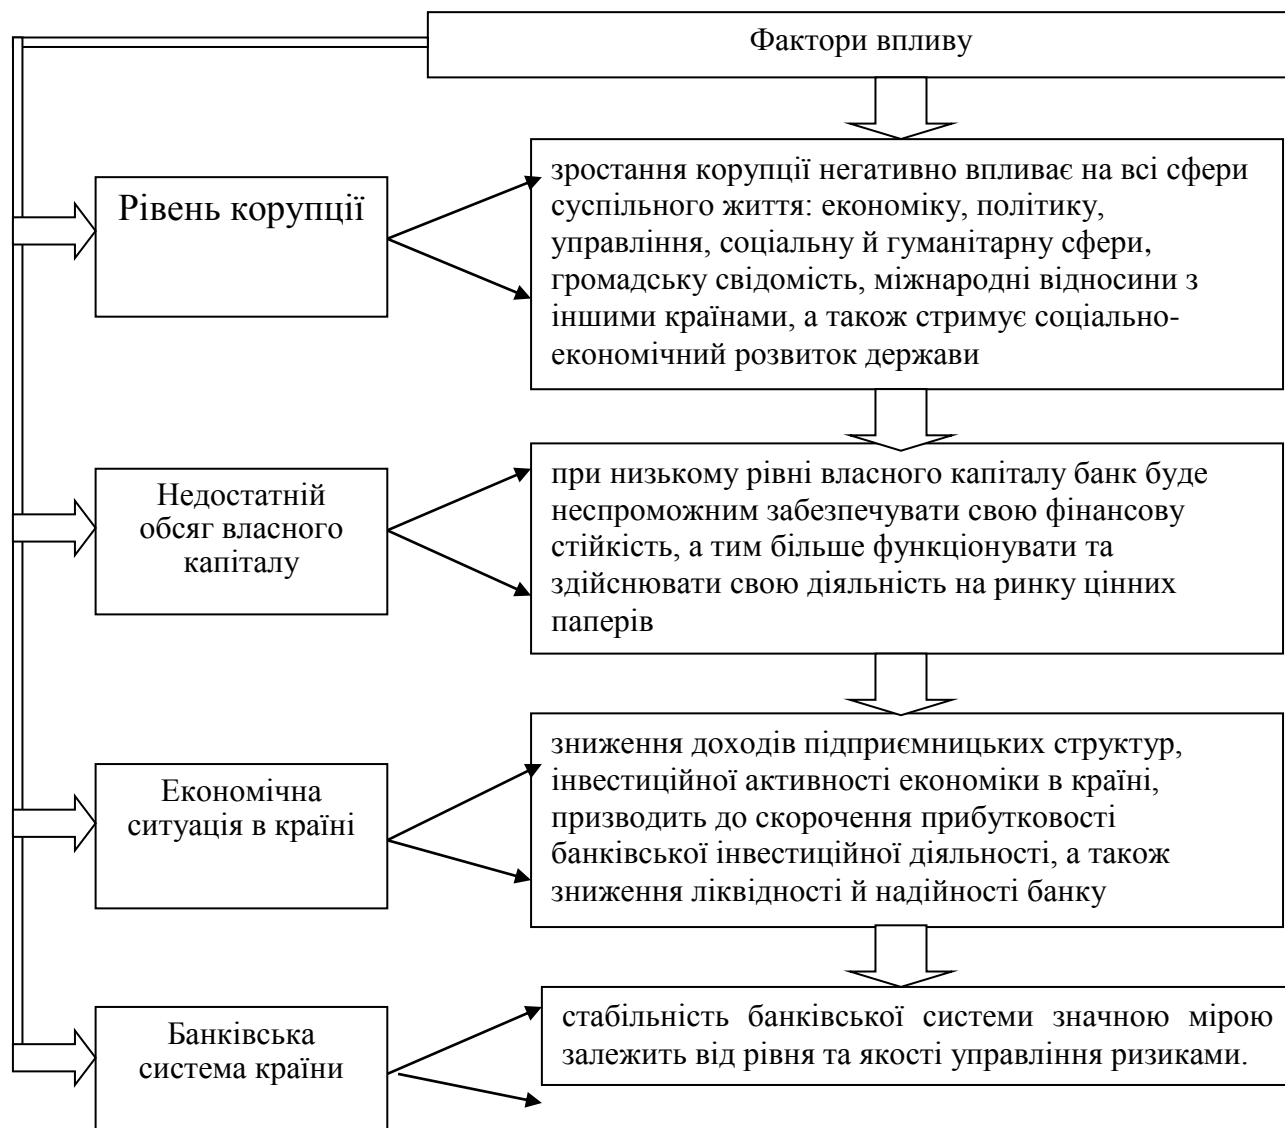 Фактори впливу
Рівень корупції
зростання корупції негативно впливає на всі сфери
суспільного життя: економіку, політику,
управління, соціальну й гуманітарну сфери,
громадську свідомість, міжнародні відносини з
іншими країнами, а також стримує соціально-
економічний розвиток держави
Недостатній
обсяг власного
капіталу
при низькому рівні власного капіталу банк буде
неспроможним забезпечувати свою фінансову
стійкість, а тим більше функціонувати та
здійснювати свою діяльність на ринку цінних
паперів
Економічна
ситуація в країні
зниження доходів підприємницьких структур,
інвестиційної активності економіки в країні,
призводить до скорочення прибутковості
банківської інвестиційної діяльності, а також
зниження ліквідності й надійності банку
Банківська
система країни
стабільність банківської системи значною мірою
залежить від рівня та якості управління ризиками.